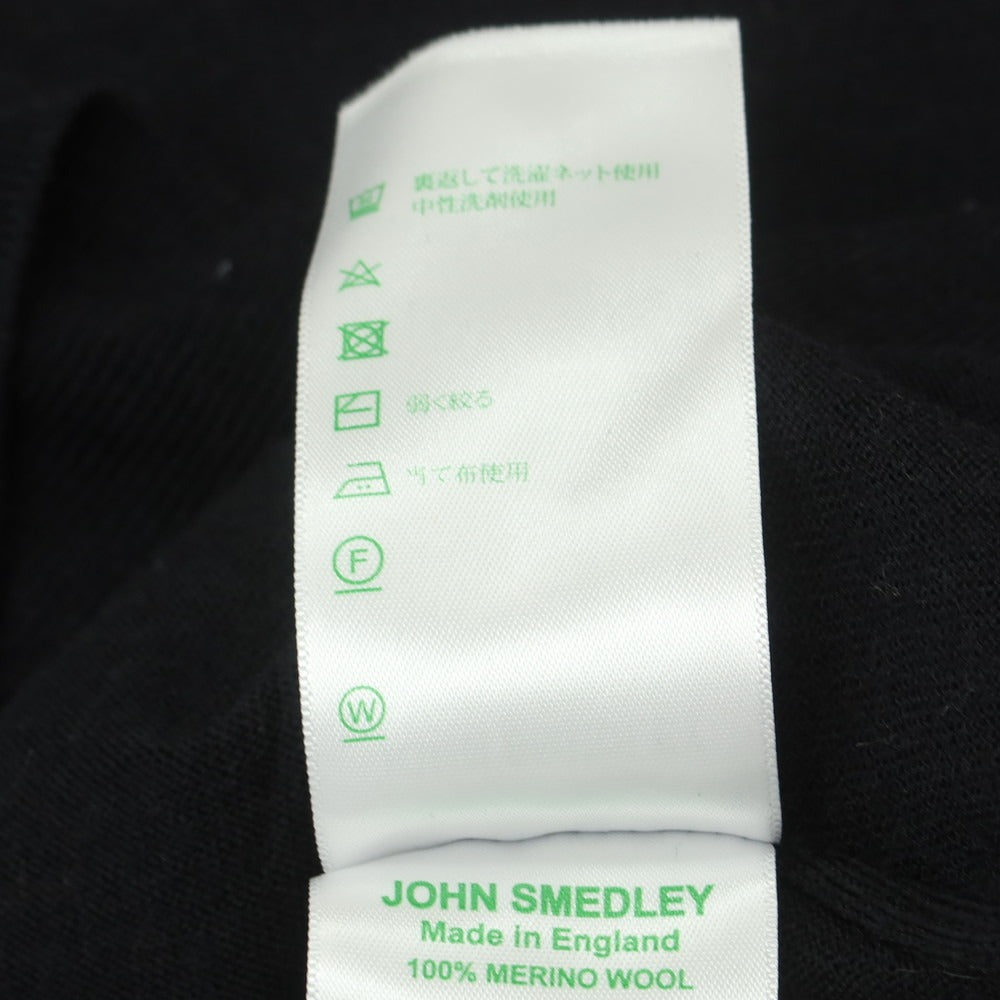 裏返して洗濯ネット使用
中性洗剤使用
弱く絞る
当て布使用
F
W
JOHN SMEDLEY
Made in England
100% MERINO WOOL